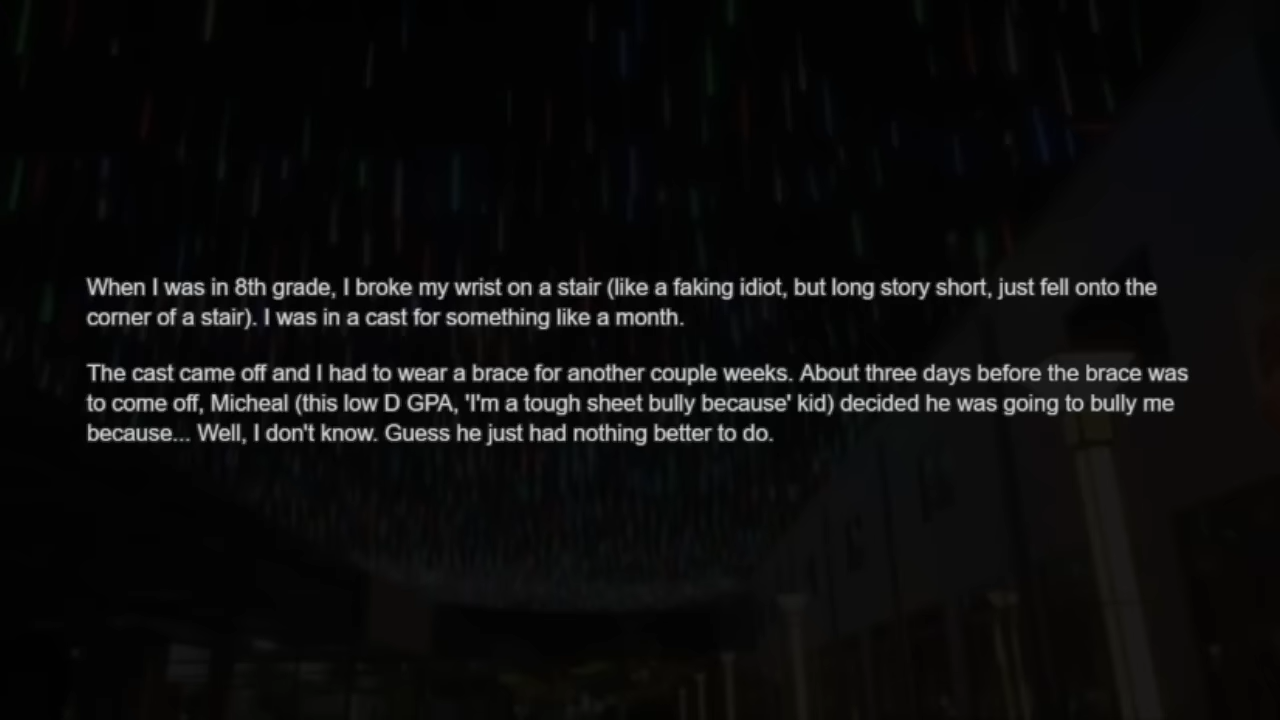 When I was in 8th grade, I broke my wrist on a stair (like a faking idiot, but long story short, just fell onto the
corner of a stair). I was in a cast for something like a month.
The cast came off and I had to wear a brace for another couple weeks. About three days before the brace was
to come off, Micheal (this low D GPA, 'I'm a tough sheet bully because' kid) decided he was going to bully me
because... Well, I don't know. Guess he just had nothing better to do.